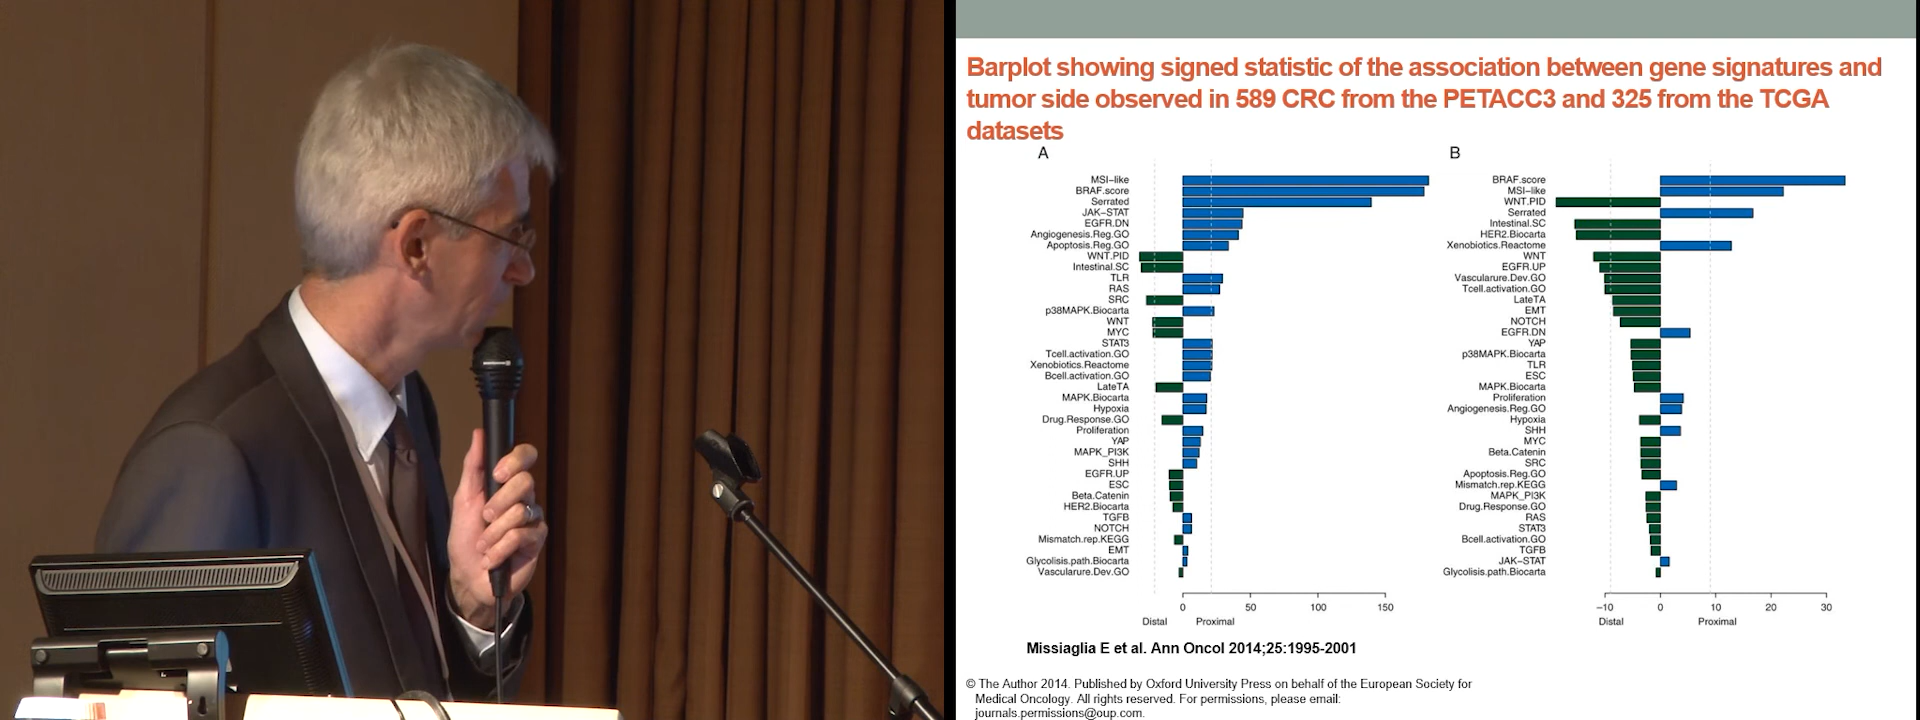 Barplot showing signed statistic of the association between gene signatures and
tumor side observed in 589 CRC from the PETACC3 and 325 from the TCGA
datasets
A
MSI-like
BRAF.score
Serrated
JAK-STAT
EGFR.DN
Angiogenesis.Reg.GO
Apoptosis.Reg.GO
WNT.PID
Intestinal.SC
TLR
RAS
SRC
p38MAPK.Biocarta
WNT
MYC
STAT3
Tcell.activation.GO
Xenobiotics.Reactome
Bcell.activation.GO
LateTA
MAPK.Biocarta
Hypoxia
Drug.Response.GO
Proliferation
YAP
MAPK_PI3K
SHH
EGFR.UP
ESC
Beta.Catenin
HER2.Biocarta
TGFB
NOTCH
Mismatch.rep.KEGG
EMT
Glycolisis.path.Biocarta
Vascularure.Dev.GO
0 50 100 150
Distal Proximal
B
BRAF.score
MSI-like
WNT.PID
Serrated
Intestinal.SC
HER2.Biocarta
Xenobiotics.Reactome
WNT
EGFR.UP
Vascularure.Dev.GO
Tcell.activation.GO
LateTA
EMT
NOTCH
EGFR.DN
YAP
p38MAPK.Biocarta
TLR
ESC
MAPK.Biocarta
Proliferation
Angiogenesis.Reg.GO
Hypoxia
SHH
MYC
Beta.Catenin
SRC
Apoptosis.Reg.GO
Mismatch.rep.KEGG
MAPK_PI3K
Drug.Response.GO
RAS
STAT3
Bcell.activation.GO
TGFB
JAK-STAT
Glycolisis.path.Biocarta
-10 0 10 20 30
Distal Proximal
Missiaglia E et al. Ann Oncol 2014;25:1995-2001
© The Author 2014. Published by Oxford University Press on behalf of the European Society for
Medical Oncology. All rights reserved. For permissions, please email:
journals.permissions@oup.com.